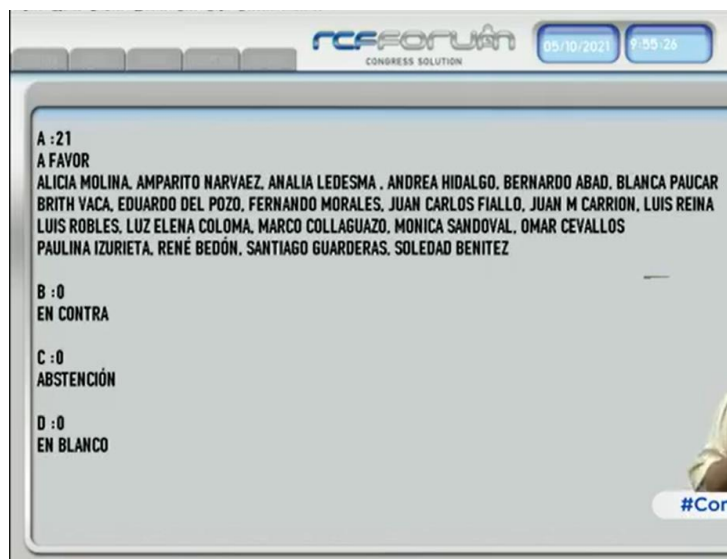 rcf FORUM
CONGRESS SOLUTION
05/10/2021
9:55:26
A :21
A FAVOR
ALICIA MOLINA, AMPARITO NARVAEZ, ANALIA LEDESMA , ANDREA HIDALGO, BERNARDO ABAD, BLANCA PAUCAR
BRITH VACA, EDUARDO DEL POZO, FERNANDO MORALES, JUAN CARLOS FIALLO, JUAN M CARRION, LUIS REINA
LUIS ROBLES, LUZ ELENA COLOMA, MARCO COLLAGUAZO, MONICA SANDOVAL, OMAR CEVALLOS
PAULINA IZURIETA, RENÉ BEDÓN, SANTIAGO GUARDERAS, SOLEDAD BENITEZ
B :0
EN CONTRA
C :0
ABSTENCIÓN
D :0
EN BLANCO
#Con